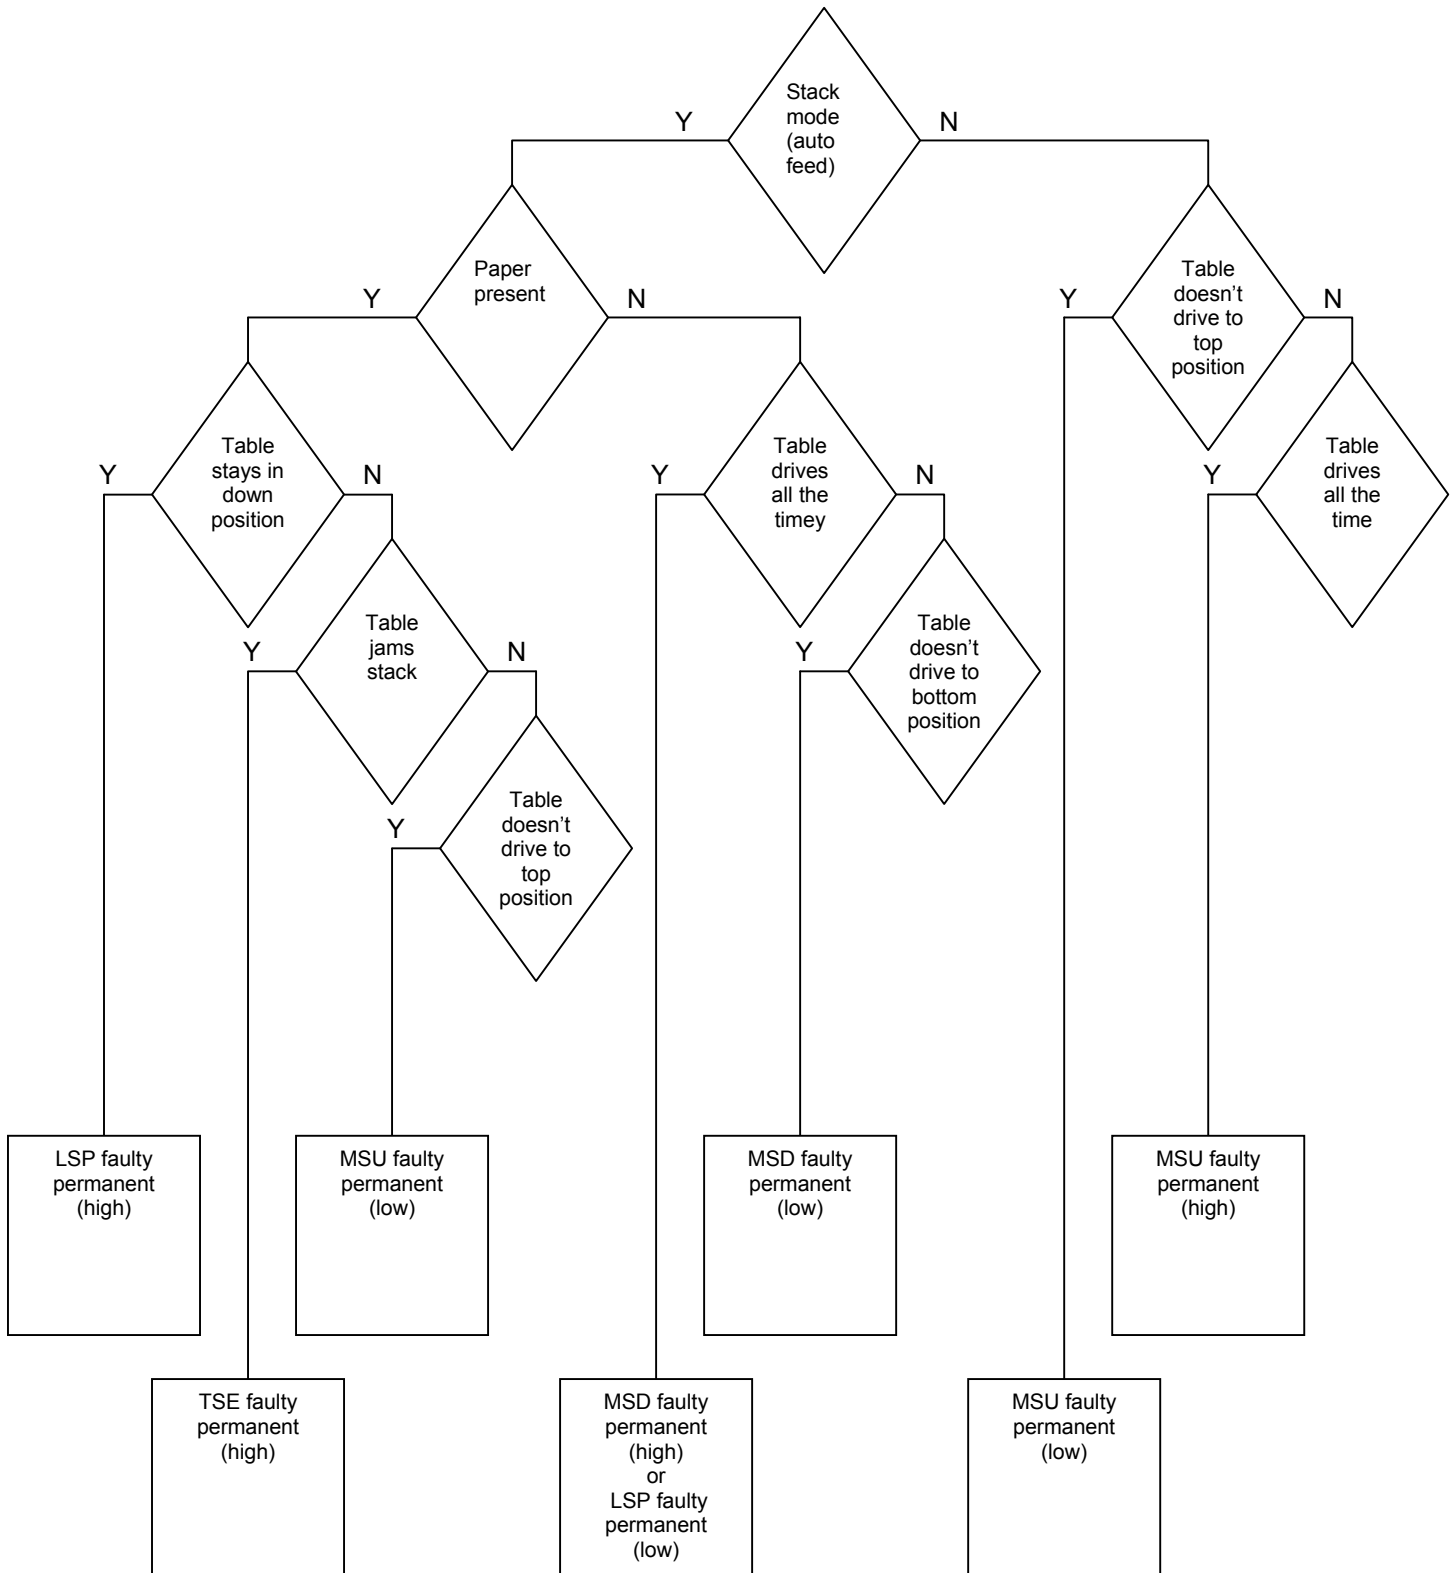 Stack
mode
(auto
feed)
Y
N
Paper
present
Y
N
Table
doesn't
drive to
top
position
Y
N
Table
stays in
down
position
Y
N
Table
drives
all the
timey
Y
N
Table
drives
all the
time
Y
Table
jams
stack
Y
N
Table
doesn't
drive to
bottom
position
Y
Table
doesn't
drive to
top
position
Y
LSP faulty
permanent
(high)
MSU faulty
permanent
(low)
MSD faulty
permanent
(low)
MSU faulty
permanent
(high)
TSE faulty
permanent
(high)
MSD faulty
permanent
(high)
or
LSP faulty
permanent
(low)
MSU faulty
permanent
(low)